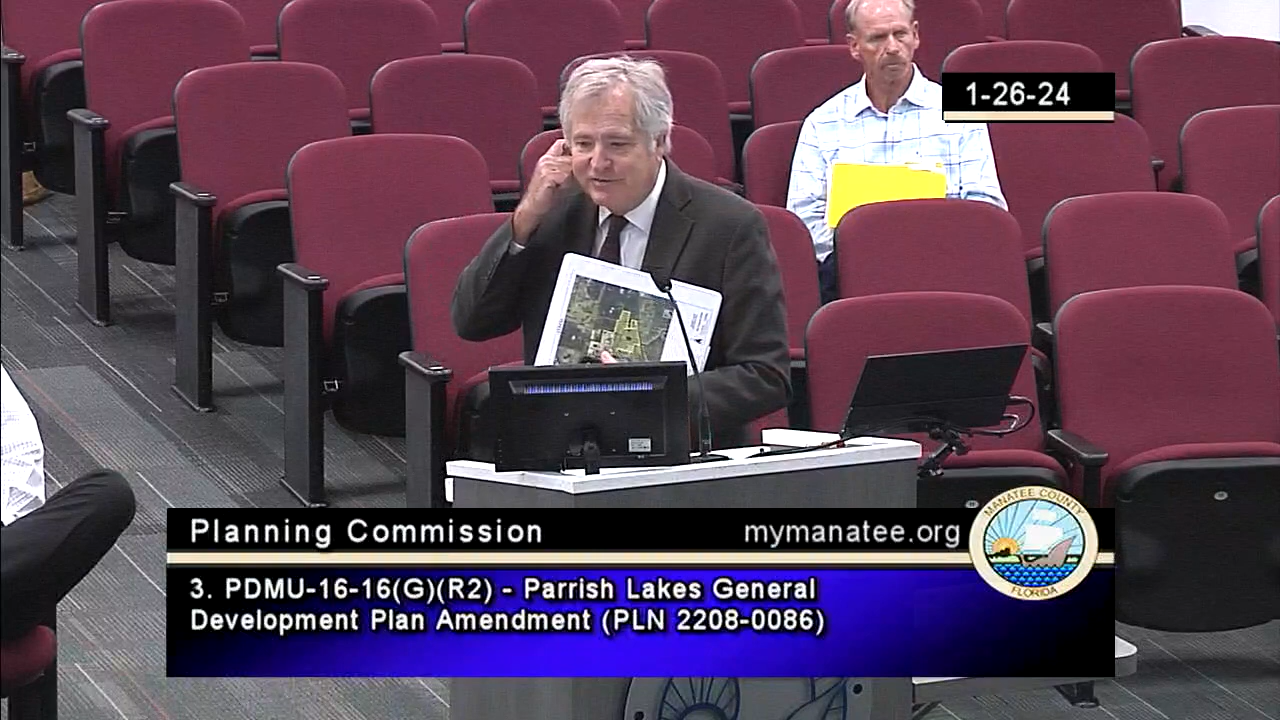 1-26-24
Planning Commission
mymanatee.org
MANATEE COUNTY
FLORIDA
3. PDMU-16-16(G)(R2) - Parrish Lakes General
Development Plan Amendment (PLN 2208-0086)